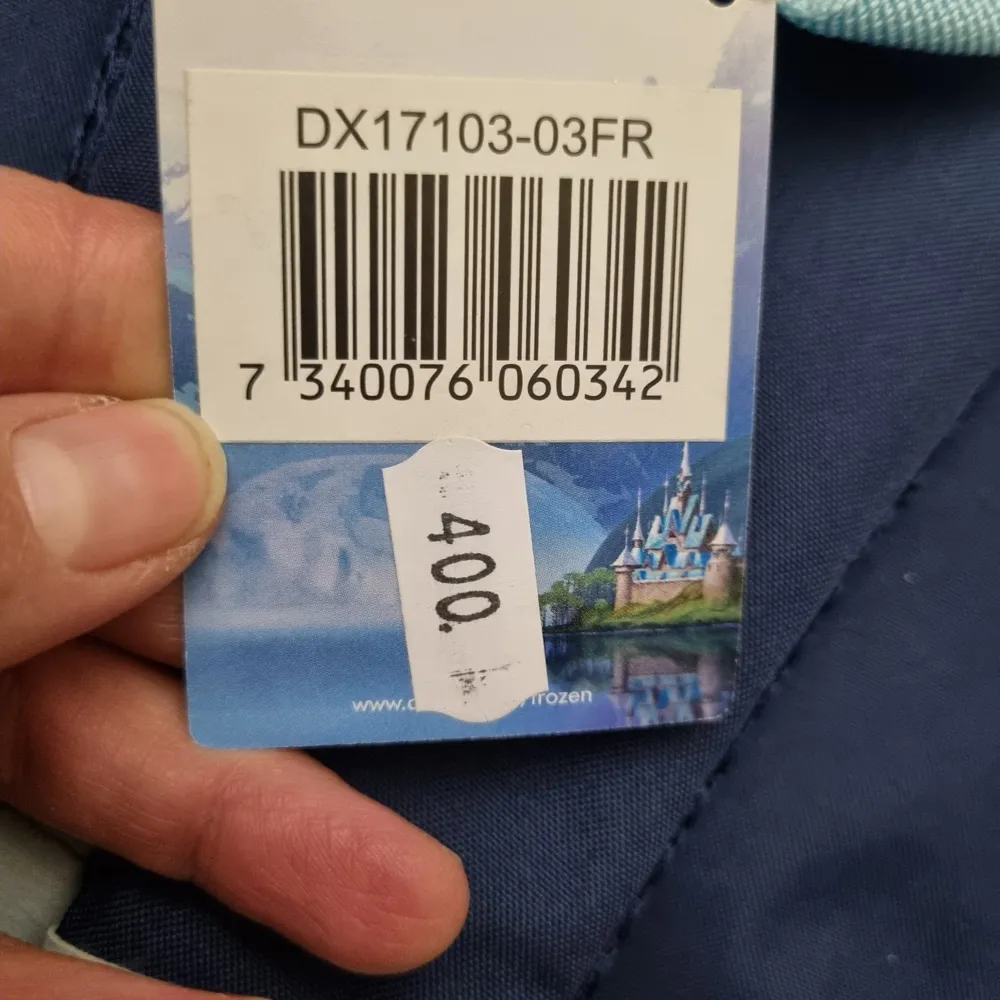 DX17103-03FR
7 340076 060342
400.
www.d /frozen